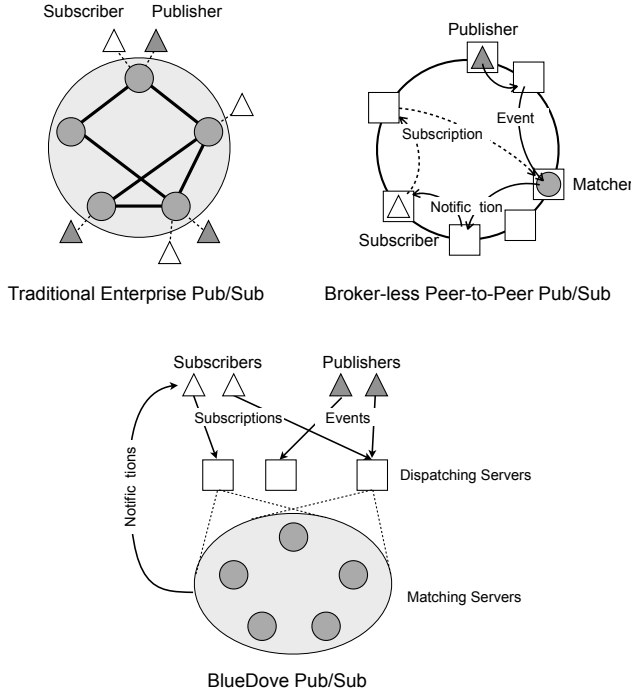 Subscriber Publisher
Publisher
Event
Subscription
Matcher
Notific tion
Subscriber
Traditional Enterprise Pub/Sub
Broker-less Peer-to-Peer Pub/Sub
Subscribers Publishers
Subscriptions Events
Notific tions
Dispatching Servers
Matching Servers
BlueDove Pub/Sub